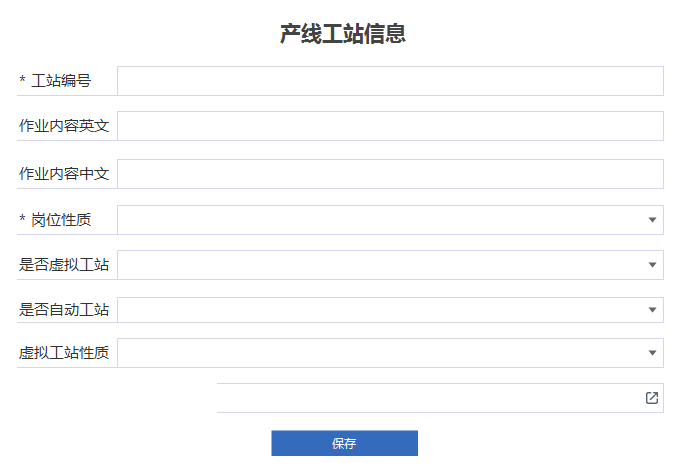 产线工站信息
* 工站编号
作业内容英文
作业内容中文
* 岗位性质
是否虚拟工站
是否自动工站
虚拟工站性质
保存